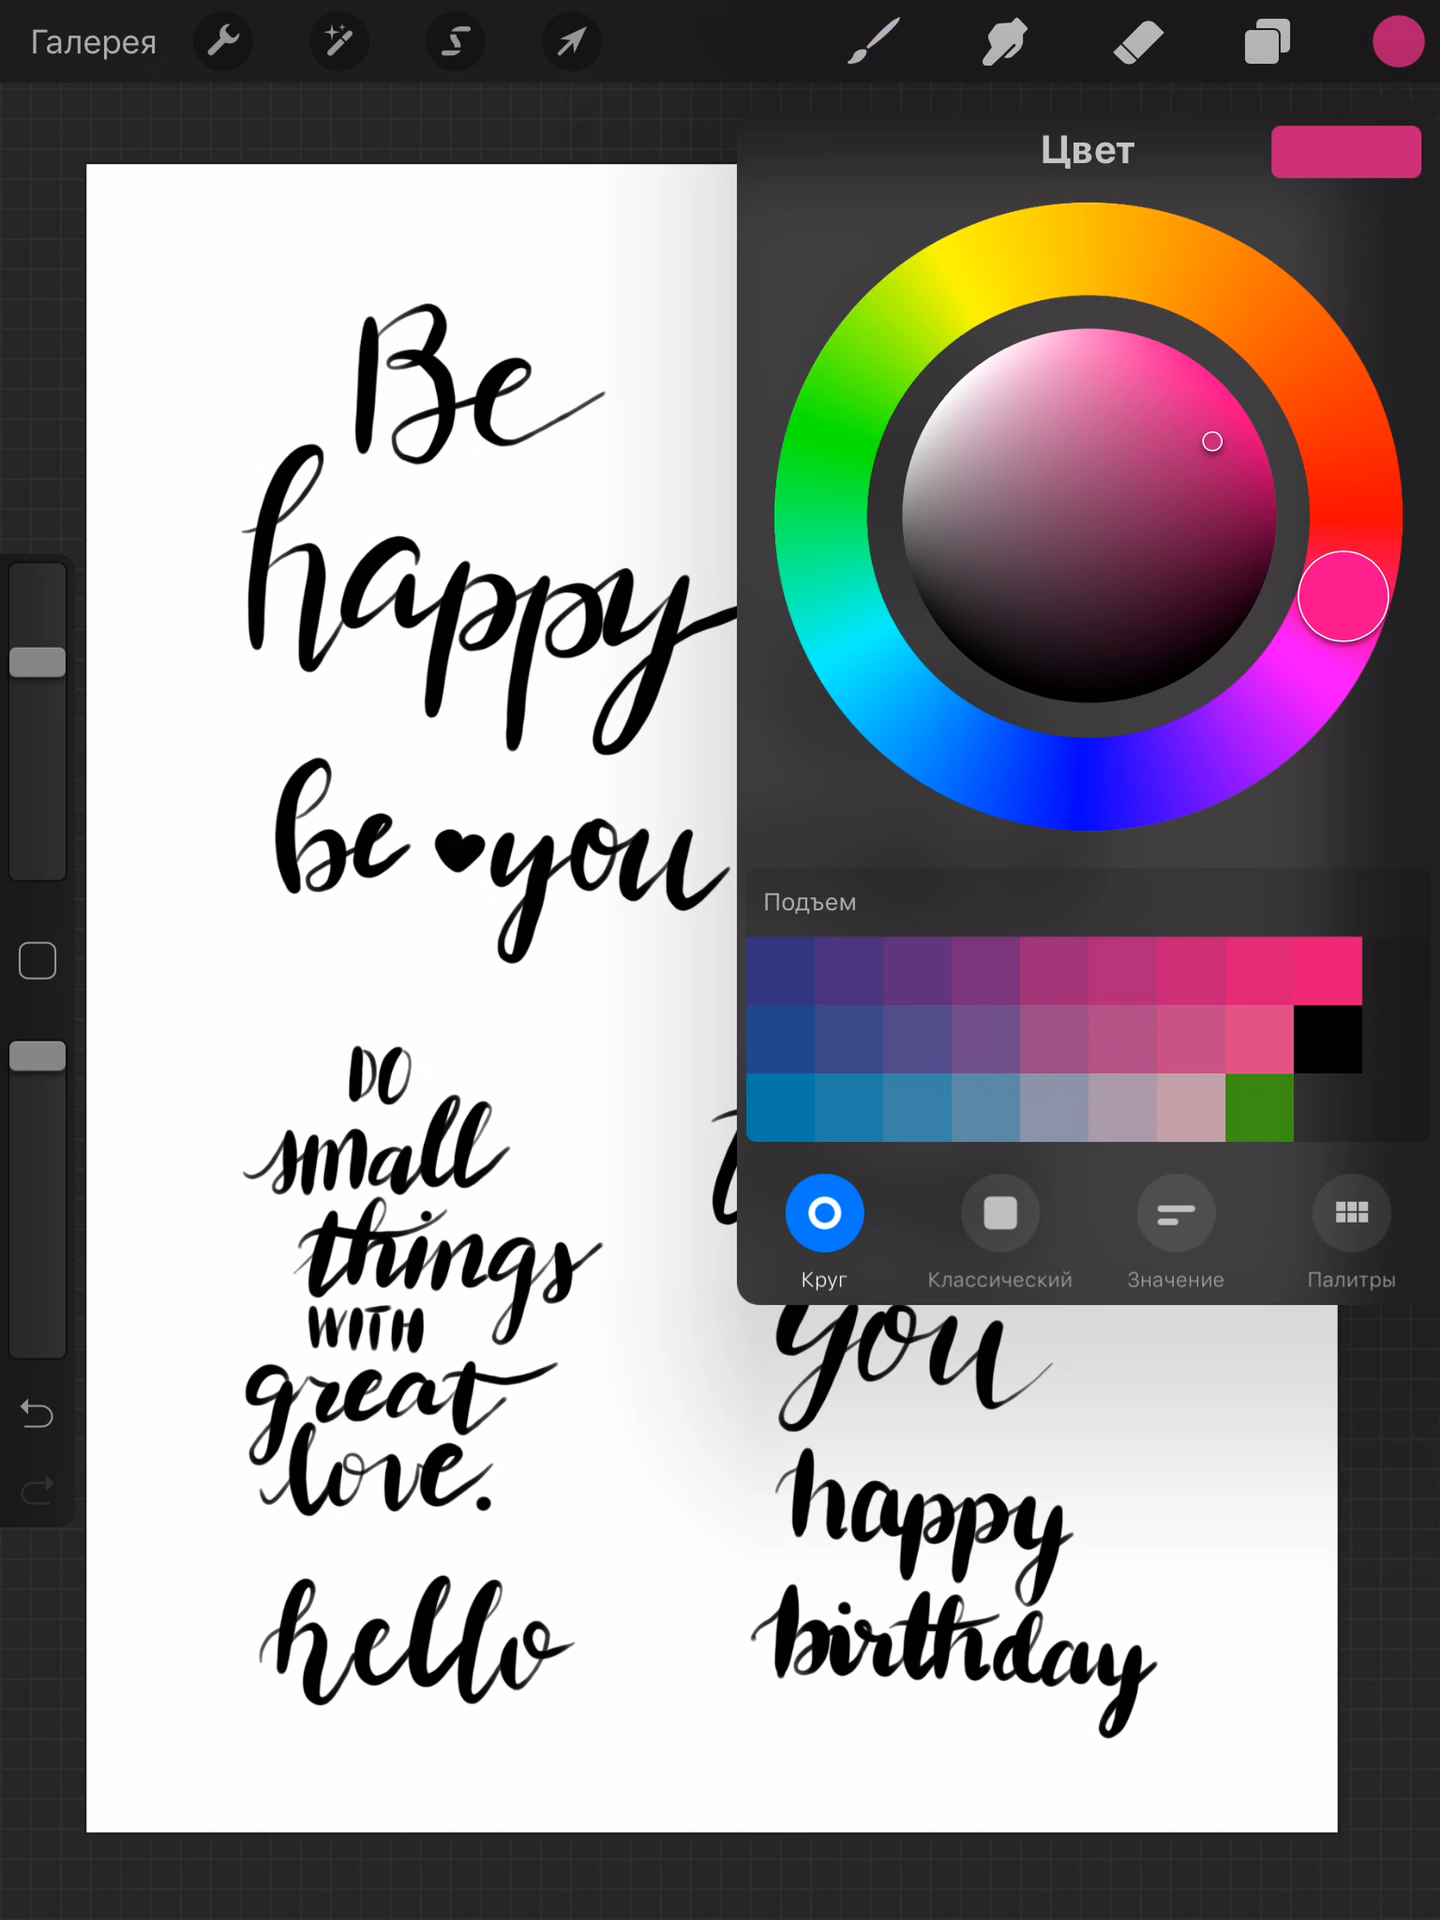 Галерея
Цвет
Be
happy
be you
Подъем
Круг
Классический
Значение
Палитры
DO
small
things
WITH
great
love.
hello
you
happy
birthday